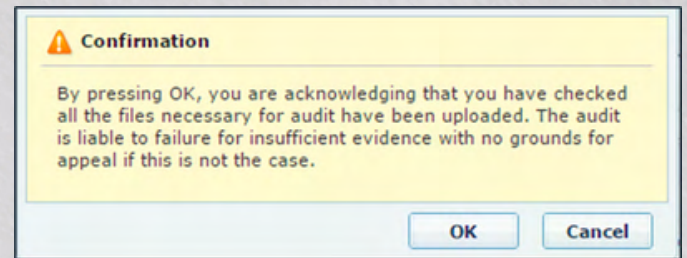 Confirmation
By pressing OK, you are acknowledging that you have checked
all the files necessary for audit have been uploaded. The audit
is liable to failure for insufficient evidence with no grounds for
appeal if this is not the case.
OK
Cancel